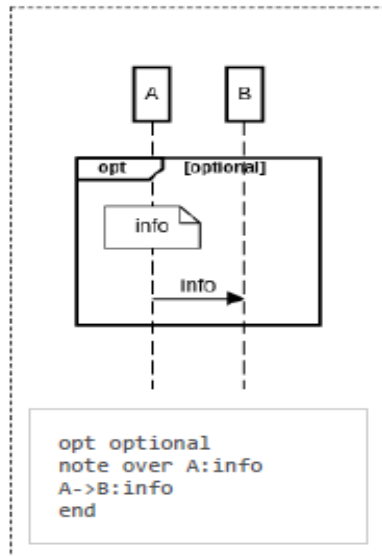 A B
opt [optional]
info
info
opt optional
note over A:info
A->B:info
end